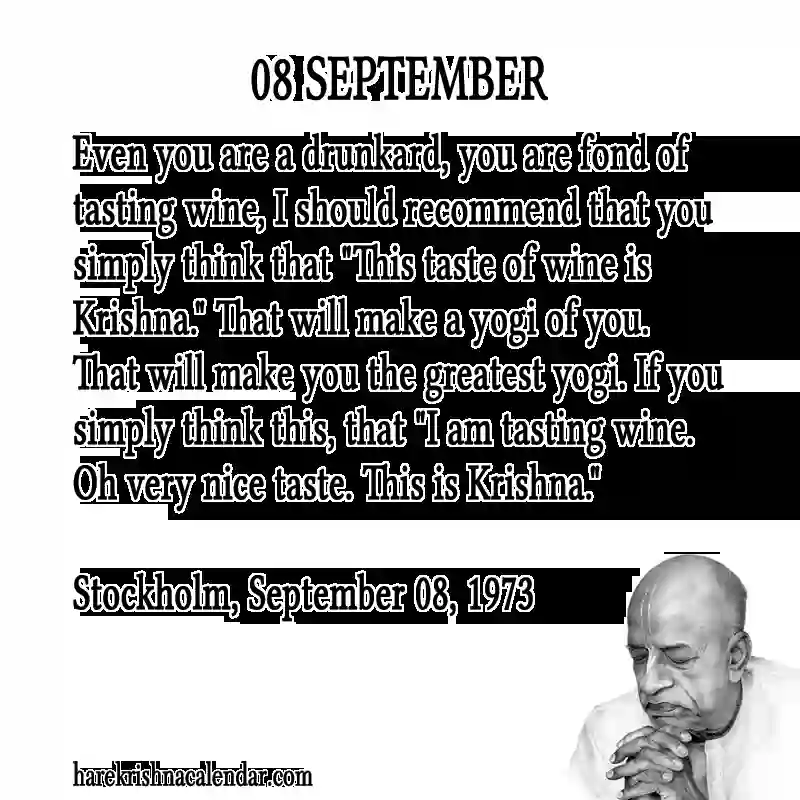 08 SEPTEMBER
Even you are a drunkard, you are fond of
tasting wine, I should recommend that you
simply think that "This taste of wine is
Krishna." That will make a yogi of you.
That will make you the greatest yogi. If you
simply think this, that "I am tasting wine.
Oh very nice taste. This is Krishna."
Stockholm, September 08, 1973
harekrishnacalendar.com